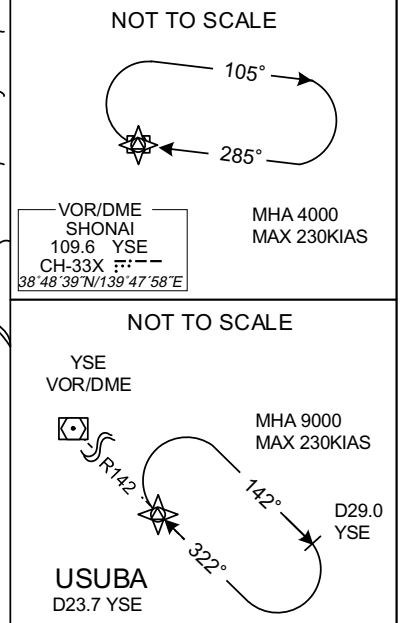 NOT TO SCALE
105°
285°
VOR/DME
SHONAI
109.6 YSE
CH-33X
38°48´39˝N/139°47´58˝E
MHA 4000
MAX 230KIAS
NOT TO SCALE
YSE
VOR/DME
MHA 9000
MAX 230KIAS
R142
142°
D29.0
YSE
322°
USUBA
D23.7 YSE